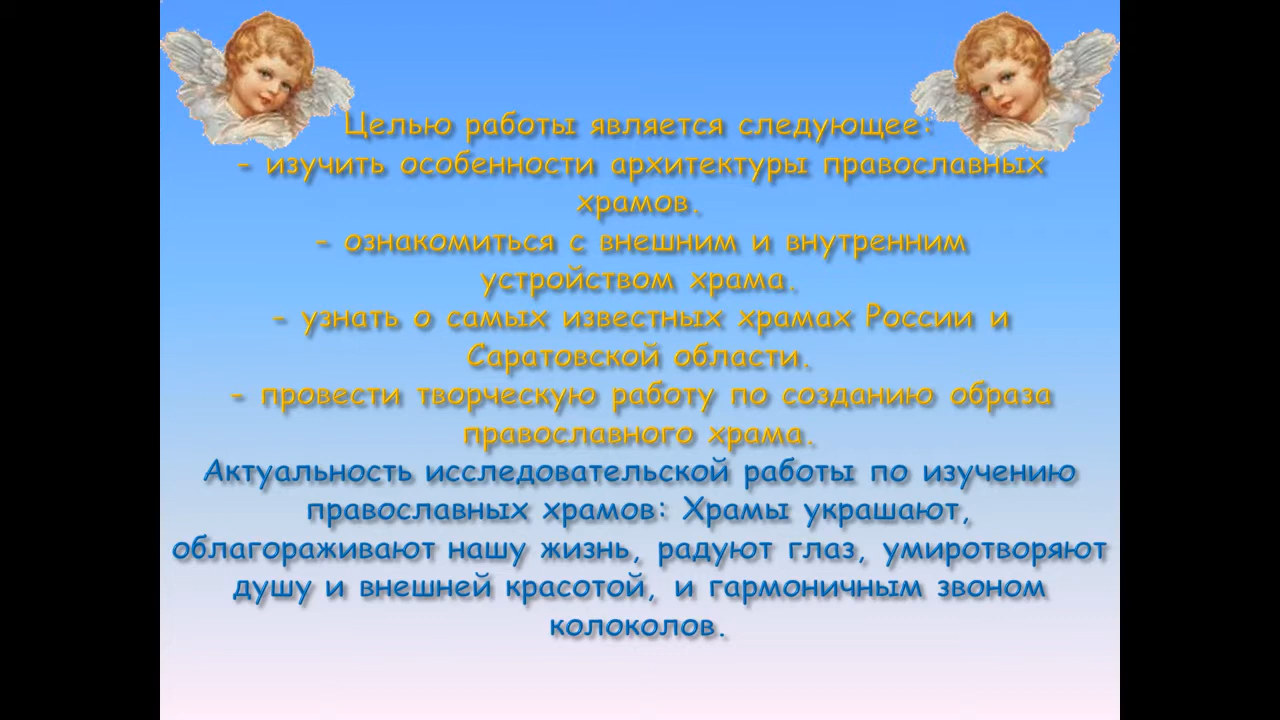 Целью работы является следующее:
- изучить особенности архитектуры православных
храмов.
- ознакомиться с внешним и внутренним
устройством храма.
- узнать о самых известных храмах России и
Саратовской области.
- провести творческую работу по созданию образа
православного храма.
Актуальность исследовательской работы по изучению
православных храмов: Храмы украшают,
облагораживают нашу жизнь, радуют глаз, умиротворяют
душу и внешней красотой, и гармоничным звоном
колоколов.